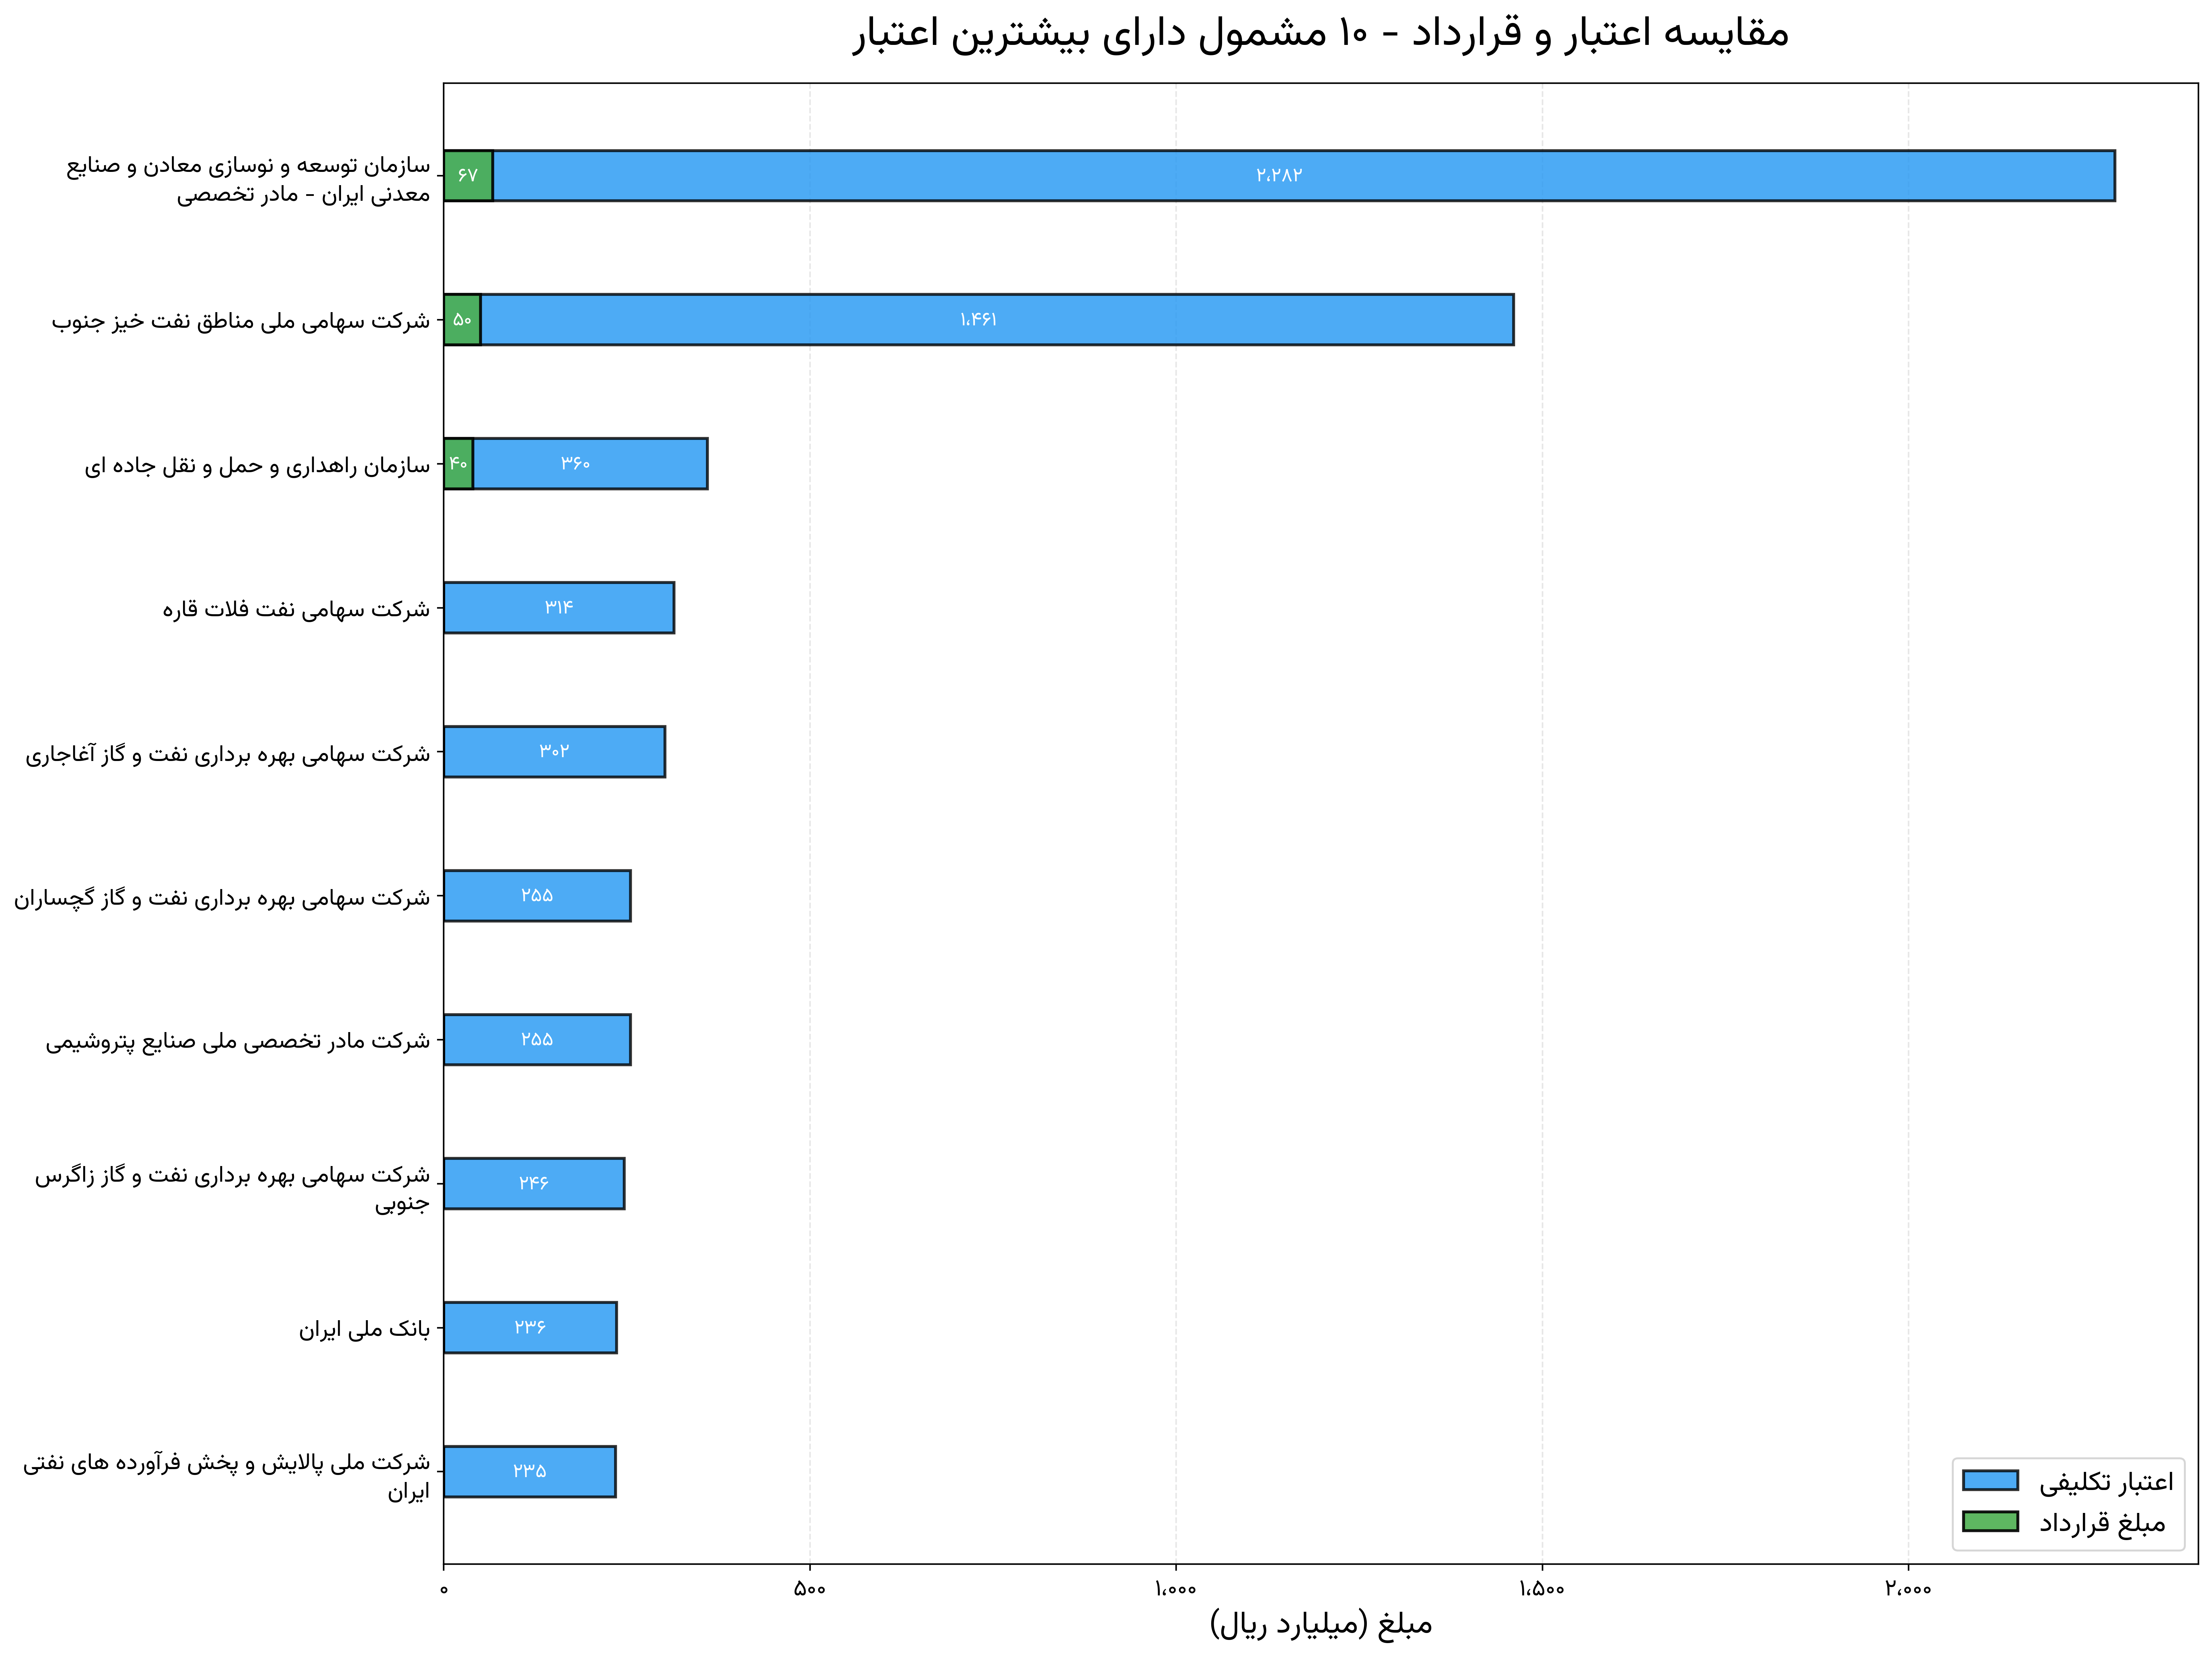 مقایسه اعتبار و قرارداد - ۱۰ مشمول دارای بیشترین اعتبار
سازمان توسعه و نوسازی معادن و صنایع
معدنی ایران - مادر تخصصی
۶۷
۲،۲۸۲
شرکت سهامی ملی مناطق نفت خیز جنوب
۵۰
۱،۴۶۱
سازمان راهداری و حمل و نقل جاده ای
۴۰
۳۶۰
شرکت سهامی نفت فلات قاره
۳۱۴
شرکت سهامی بهره برداری نفت و گاز آغاجاری
۳۰۲
شرکت سهامی بهره برداری نفت و گاز گچساران
۲۵۵
شرکت مادر تخصصی ملی صنایع پتروشیمی
۲۵۵
شرکت سهامی بهره برداری نفت و گاز زاگرس
جنوبی
۲۴۶
بانک ملی ایران
۲۳۶
شرکت ملی پالایش و پخش فرآورده های نفتی
ایران
۲۳۵
اعتبار تکلیفی
مبلغ قرارداد
۰
۵۰۰
۱،۰۰۰
۱،۵۰۰
۲،۰۰۰
مبلغ (میلیارد ریال)